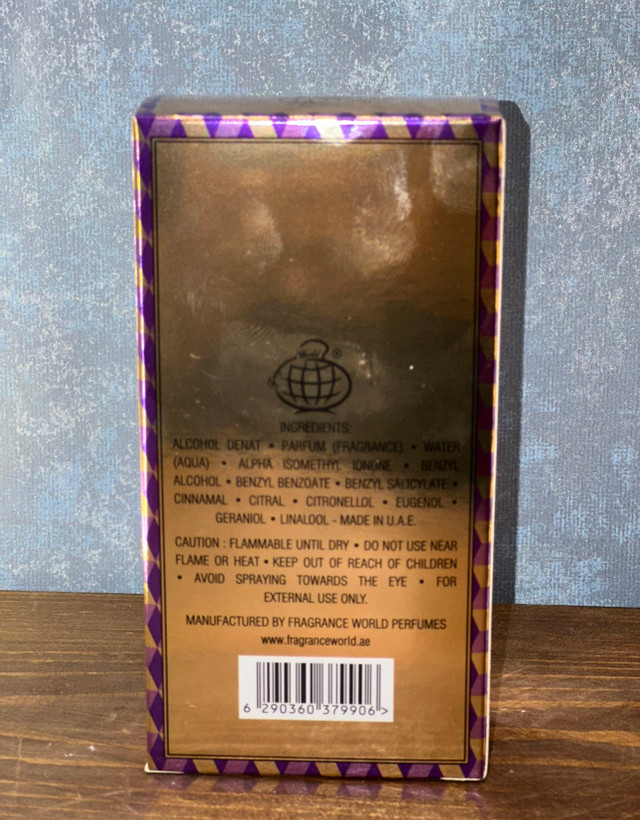 World ®
INGREDIENTS:
ALCOHOL DENAT • PARFUM (FRAGRANCE) • WATER
(AQUA) • ALPHA ISOMETHYL IONONE • BENZYL
ALCOHOL • BENZYL BENZOATE • BENZYL SALICYLATE •
CINNAMAL • CITRAL • CITRONELLOL • EUGENOL •
GERANIOL • LINALOOL - MADE IN U.A.E.
CAUTION : FLAMMABLE UNTIL DRY • DO NOT USE NEAR
FLAME OR HEAT • KEEP OUT OF REACH OF CHILDREN
• AVOID SPRAYING TOWARDS THE EYE • FOR
EXTERNAL USE ONLY.
MANUFACTURED BY FRAGRANCE WORLD PERFUMES
www.fragranceworld.ae
6 290360 379906 >